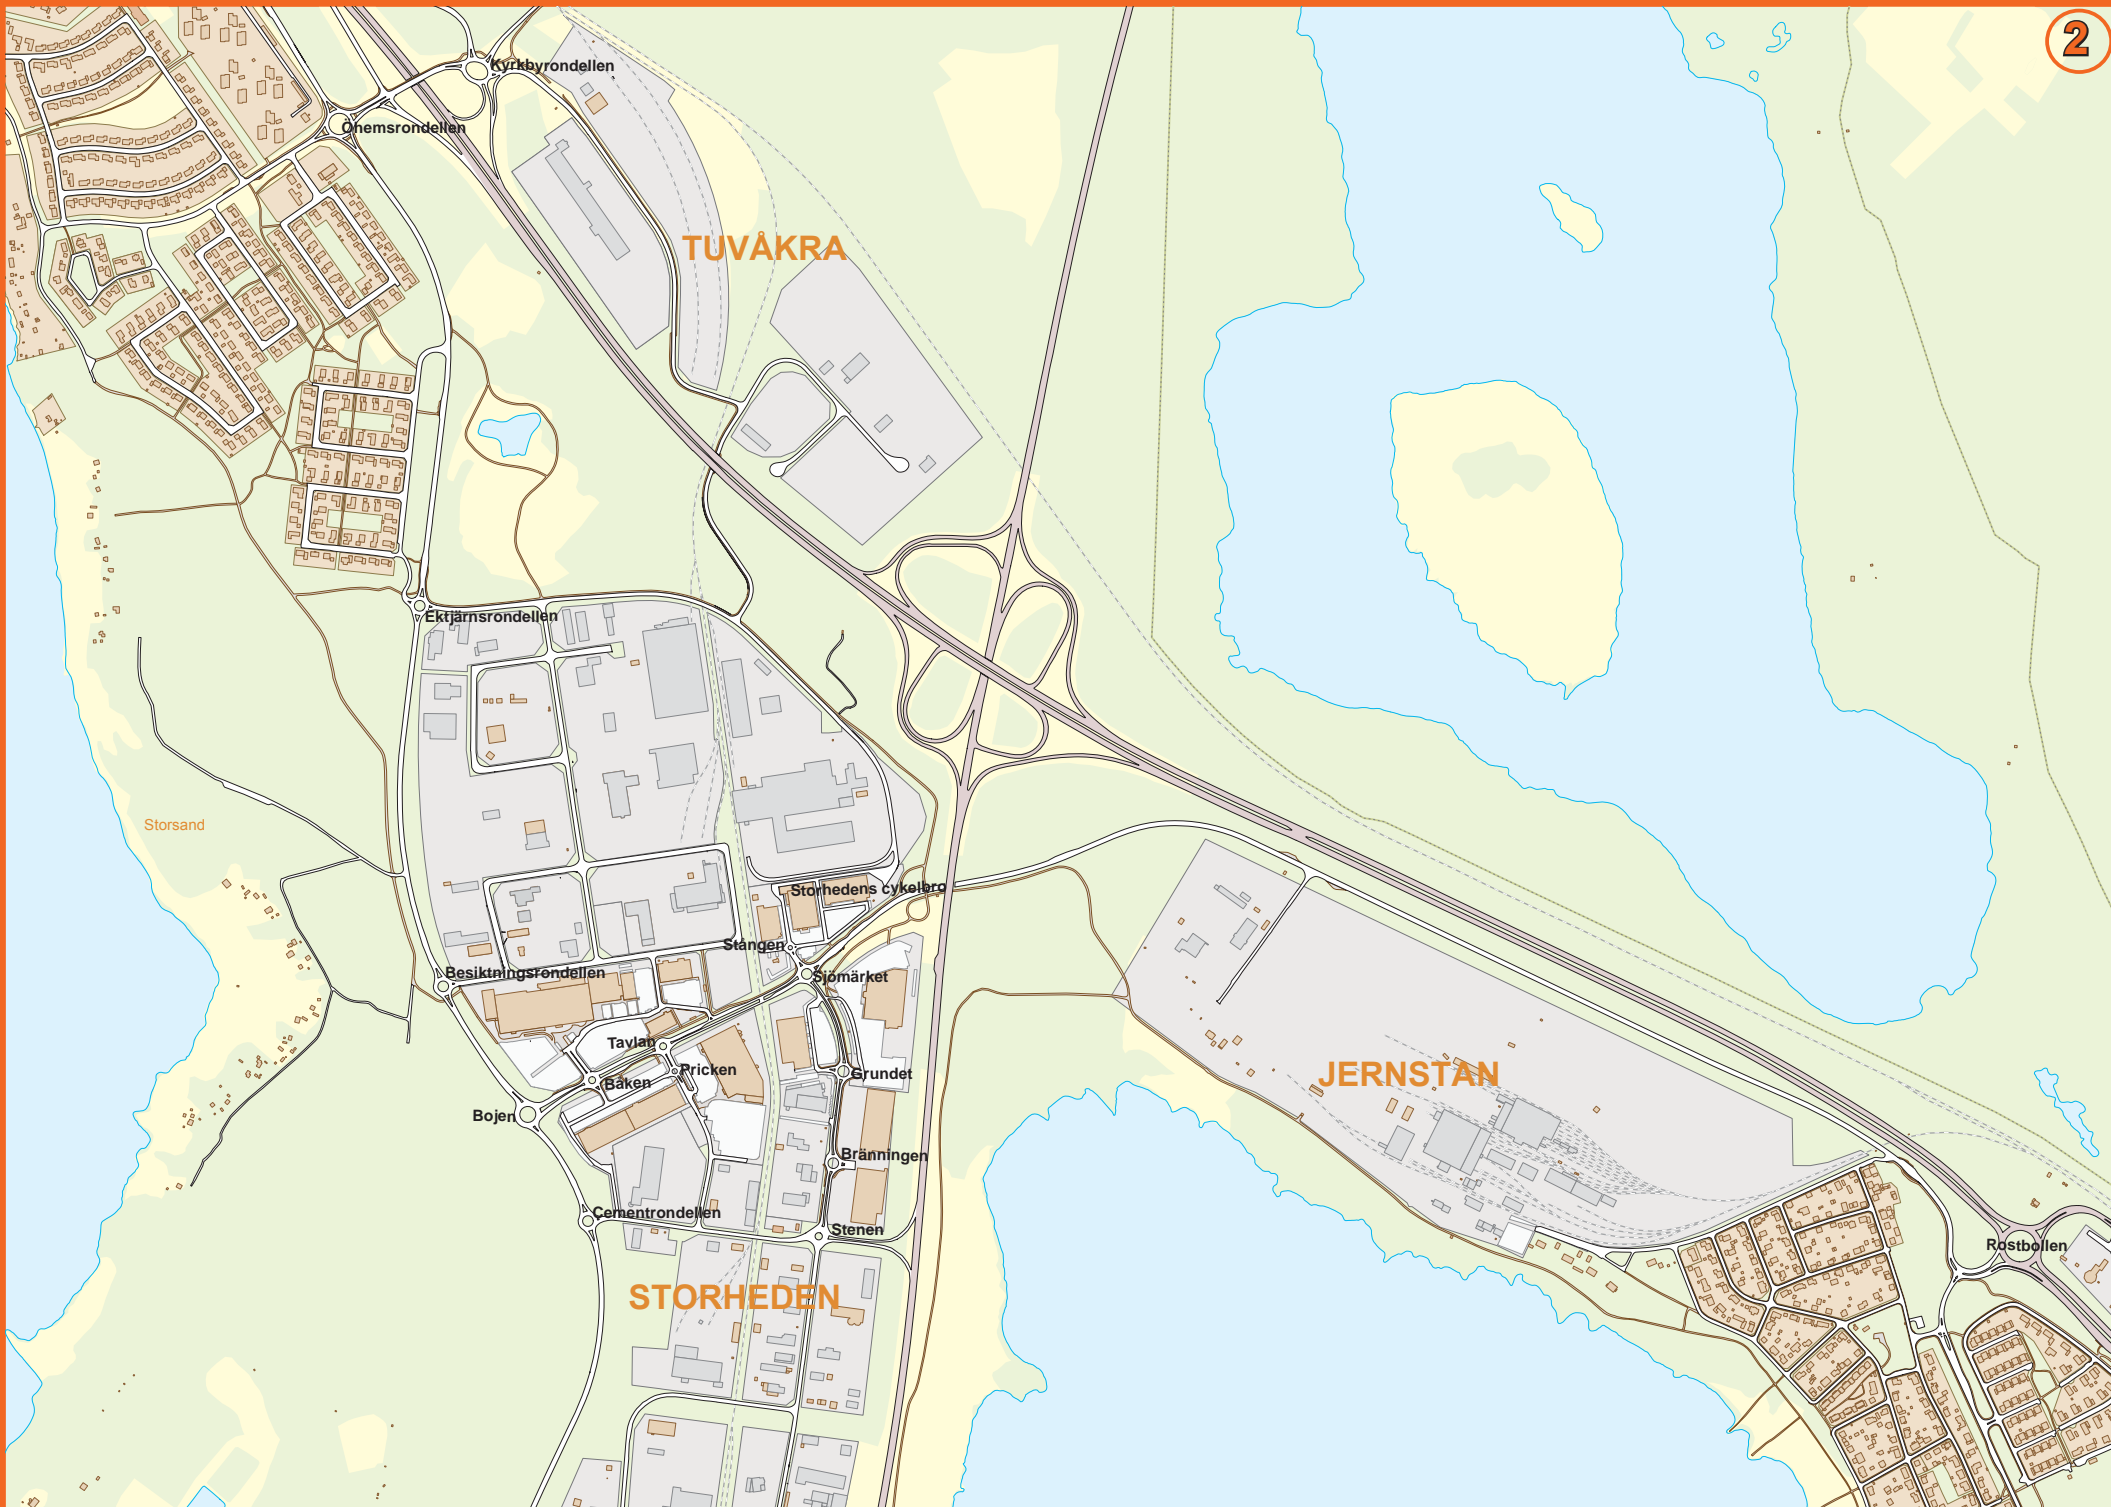 2
Kyrkbyrondellen
Öhemsrondellen
TUVÅKRA
Ektjärnsrondellen
Storsand
Storhedens cykelbro
Stången
Besiktningsrondellen
Sjömärket
Tavlan
Pricken
Grundet
JERNSTAN
Båken
Bojen
Bränningen
Cementrondellen
Stenen
Rostbollen
STORHEDEN